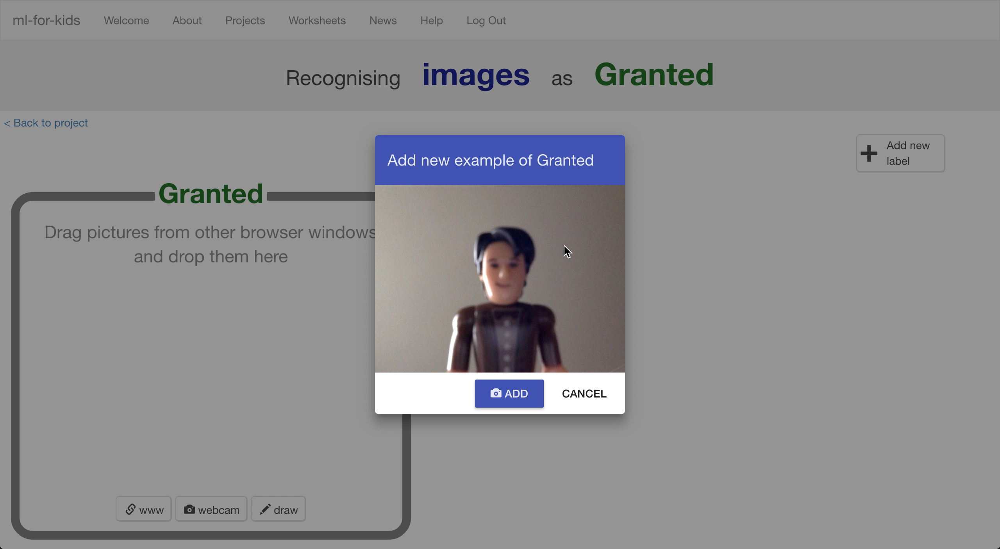 ml-for-kids Welcome About Projects Worksheets News Help Log Out
Recognising images as Granted
< Back to project
Add new
label
Add new example of Granted
Granted
Drag pictures from other browser windows
and drop them here
ADD CANCEL
www webcam draw